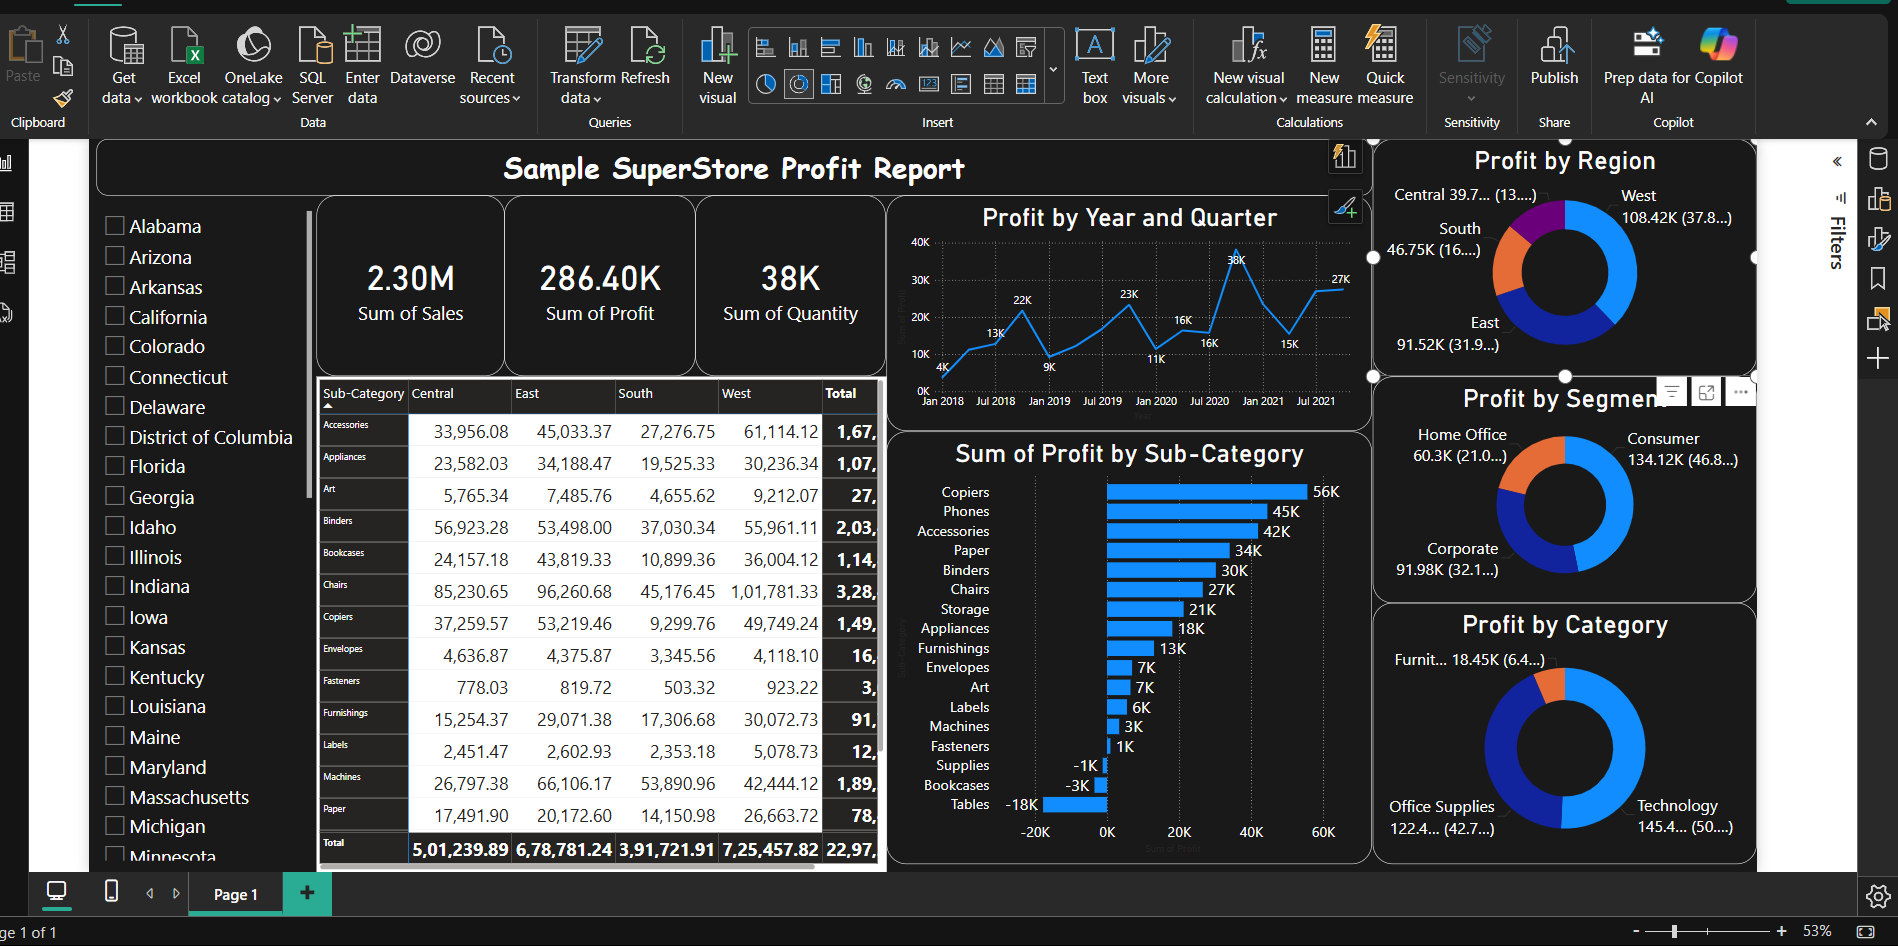 Paste
Clipboard
Get
data
Excel
workbook
OneLake
catalog
SQL
Server
Enter
data
Dataverse
Recent
sources
Data
Transform
data
Refresh
Queries
New
visual
Text
box
More
visuals
Insert
New visual
calculation
New
measure
Quick
measure
Calculations
Sensitivity
Sensitivity
Publish
Share
Prep data for
AI
Copilot
Copilot
Sample SuperStore Profit Report
Alabama
Arizona
Arkansas
California
Colorado
Connecticut
Delaware
District of Columbia
Florida
Georgia
Idaho
Illinois
Indiana
Iowa
Kansas
Kentucky
Louisiana
Maine
Maryland
Massachusetts
Michigan
Minnesota
2.30M
Sum of Sales
286.40K
Sum of Profit
38K
Sum of Quantity
Sub-Category Central East South West Total
Accessories 33,956.08 45,033.37 27,276.75 61,114.12 1,67,
Appliances 23,582.03 34,188.47 19,525.33 30,236.34 1,07,
Art 5,765.34 7,485.76 4,655.62 9,212.07 27,
Binders 56,923.28 53,498.00 37,030.34 55,961.11 2,03,
Bookcases 24,157.18 43,819.33 10,899.36 36,004.12 1,14,
Chairs 85,230.65 96,260.68 45,176.45 1,01,781.33 3,28,
Copiers 37,259.57 53,219.46 9,299.76 49,749.24 1,49,
Envelopes 4,636.87 4,375.87 3,345.56 4,118.10 16,
Fasteners 778.03 819.72 503.32 923.22 3,
Furnishings 15,254.37 29,071.38 17,306.68 30,072.73 91,
Labels 2,451.47 2,602.93 2,353.18 5,078.73 12,
Machines 26,797.38 66,106.17 53,890.96 42,444.12 1,89,
Paper 17,491.90 20,172.60 14,150.98 26,663.72 78,
Total 5,01,239.89 6,78,781.24 3,91,721.91 7,25,457.82 22,97,
Profit by Year and Quarter
Sum of Profit
40K
30K
20K
10K
0K
4K
13K
22K
9K
23K
11K
16K
16K
38K
15K
27K
Jan 2018 Jul 2018 Jan 2019 Jul 2019 Jan 2020 Jul 2020 Jan 2021 Jul 2021
Year
Sum of Profit by Sub-Category
Sub-Category
Copiers 56K
Phones 45K
Accessories 42K
Paper 34K
Binders 30K
Chairs 27K
Storage 21K
Appliances 18K
Furnishings 13K
Envelopes 7K
Art 7K
Labels 6K
Machines 3K
Fasteners 1K
Supplies -1K
Bookcases -3K
Tables -18K
-20K 0K 20K 40K 60K
Sum of Profit
Profit by Region
Central 39.7... (13....)
West
108.42K (37.8...)
South
46.75K (16....)
East
91.52K (31.9...)
Profit by Segment
Home Office
60.3K (21.0...)
Consumer
134.12K (46.8...)
Corporate
91.98K (32.1...)
Profit by Category
Furnit... 18.45K (6.4...)
Office Supplies
122.4... (42.7...)
Technology
145.4... (50....)
Filters
Page 1
ge 1 of 1
53%